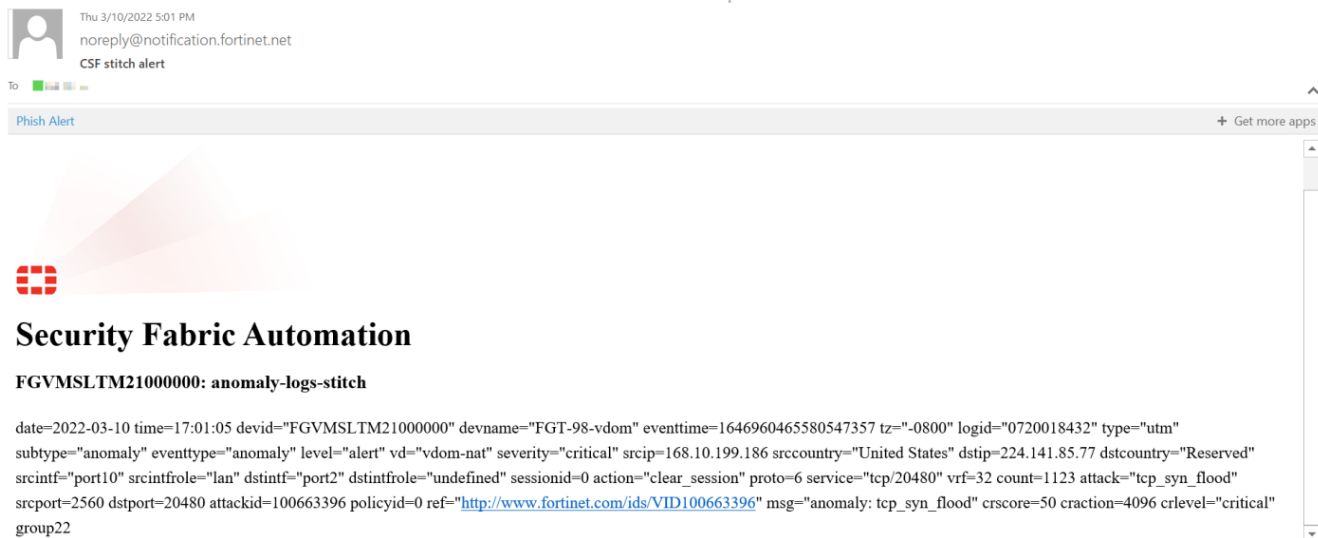 Thu 3/10/2022 5:01 PM
noreply@notification.fortinet.net
CSF stitch alert
To
Phish Alert
+ Get more apps
Security Fabric Automation
FGVMSLTM21000000: anomaly-logs-stitch
date=2022-03-10 time=17:01:05 devid="FGVMSLTM21000000" devname="FGT-98-vdom" eventtime=1646960465580547357 tz="-0800" logid="0720018432" type="utm"
subtype="anomaly" eventtype="anomaly" level="alert" vd="vdom-nat" severity="critical" srcip=168.10.199.186 srccountry="United States" dstip=224.141.85.77 dstcountry="Reserved"
srcintf="port10" srcintfrole="lan" dstintf="port2" dstintfrole="undefined" sessionid=0 action="clear_session" proto=6 service="tcp/20480" vrf=32 count=1123 attack="tcp_syn_flood"
srcport=2560 dstport=20480 attackid=100663396 policyid=0 ref="http://www.fortinet.com/ids/VID100663396" msg="anomaly: tcp_syn_flood" crscore=50 craction=4096 crlevel="critical"
group22